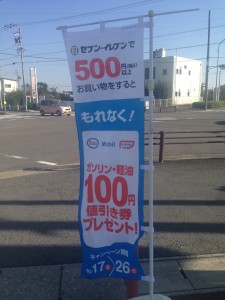 セブン-イレブンで
500円(税込)以上
お買い物をすると
もれなく！
Esso Mobil
ガソリン・軽油
100円
値引き券
プレゼント！
キャンペーン期間
17 26